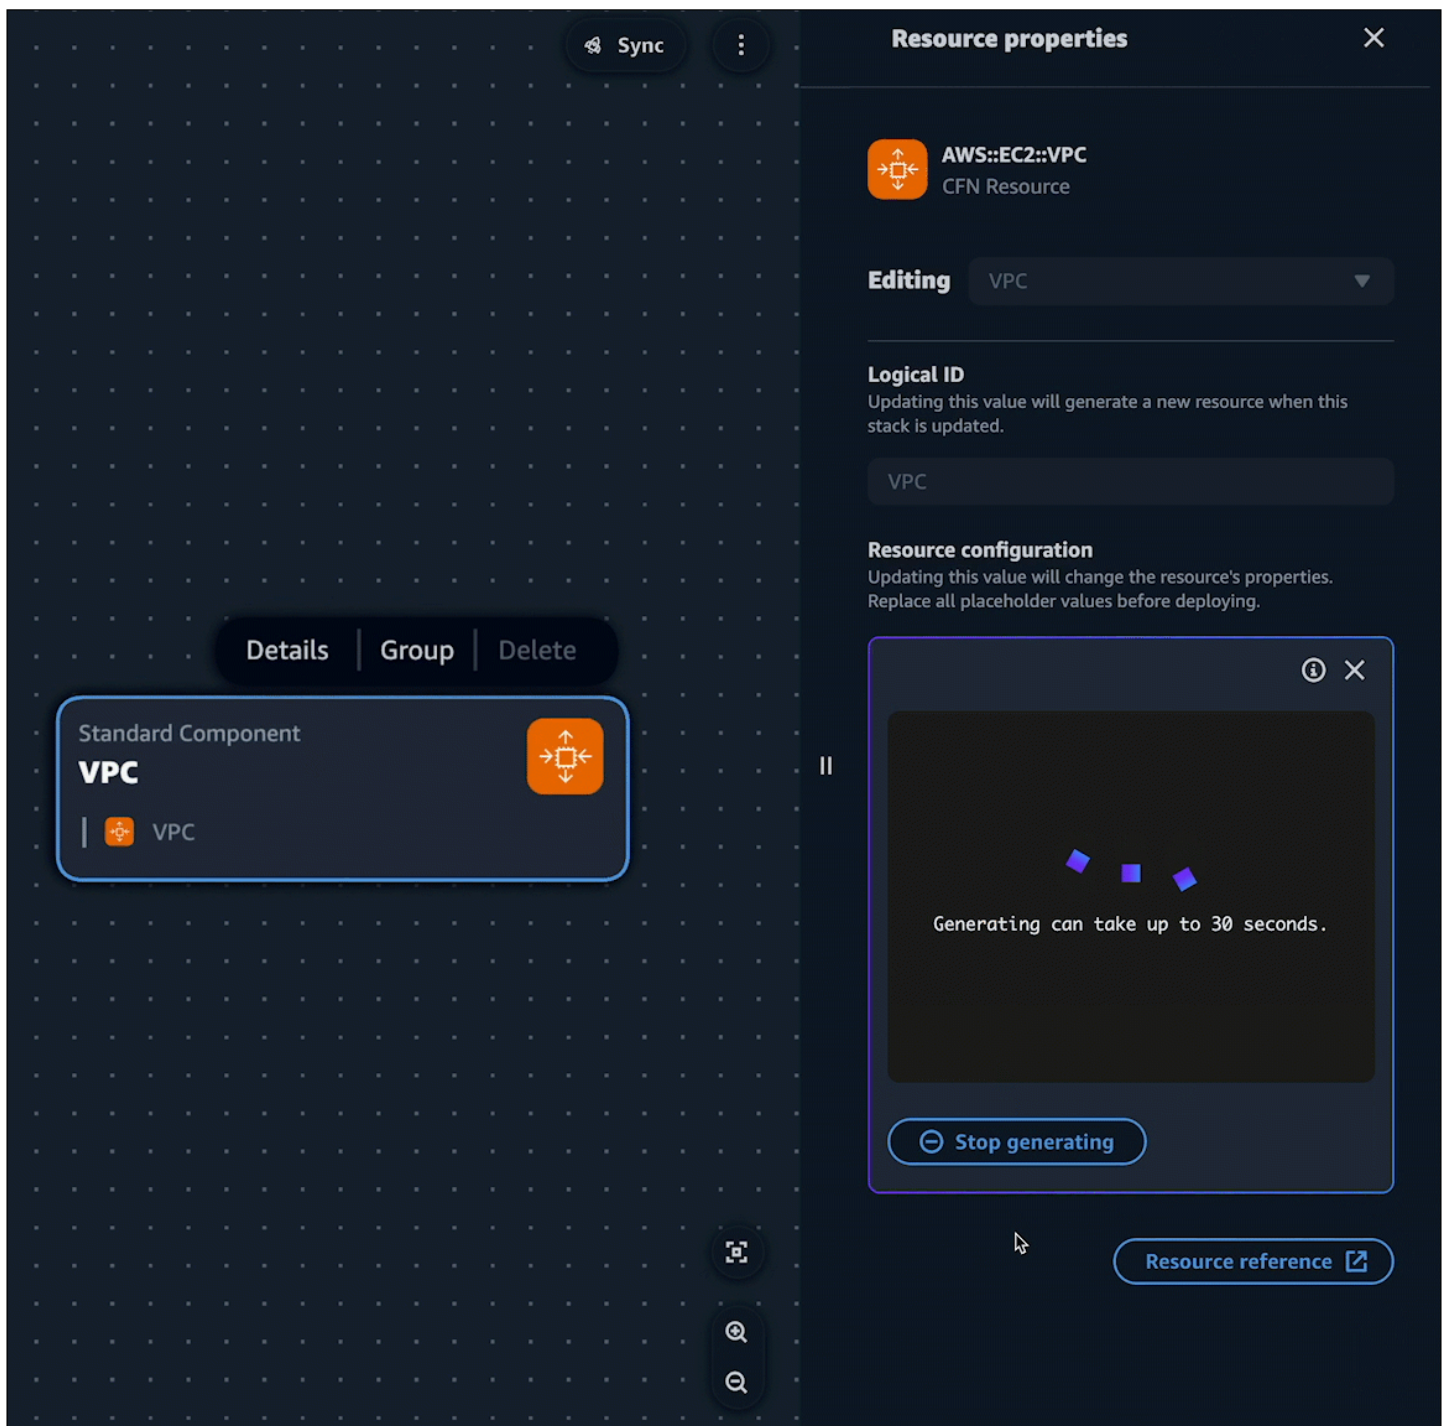 Sync
Resource properties
AWS::EC2::VPC
CFN Resource
Editing
VPC
Logical ID
Updating this value will generate a new resource when this
stack is updated.
VPC
Resource configuration
Updating this value will change the resource's properties.
Replace all placeholder values before deploying.
Details
Group
Delete
Standard Component
VPC
VPC
Generating can take up to 30 seconds.
Stop generating
Resource reference